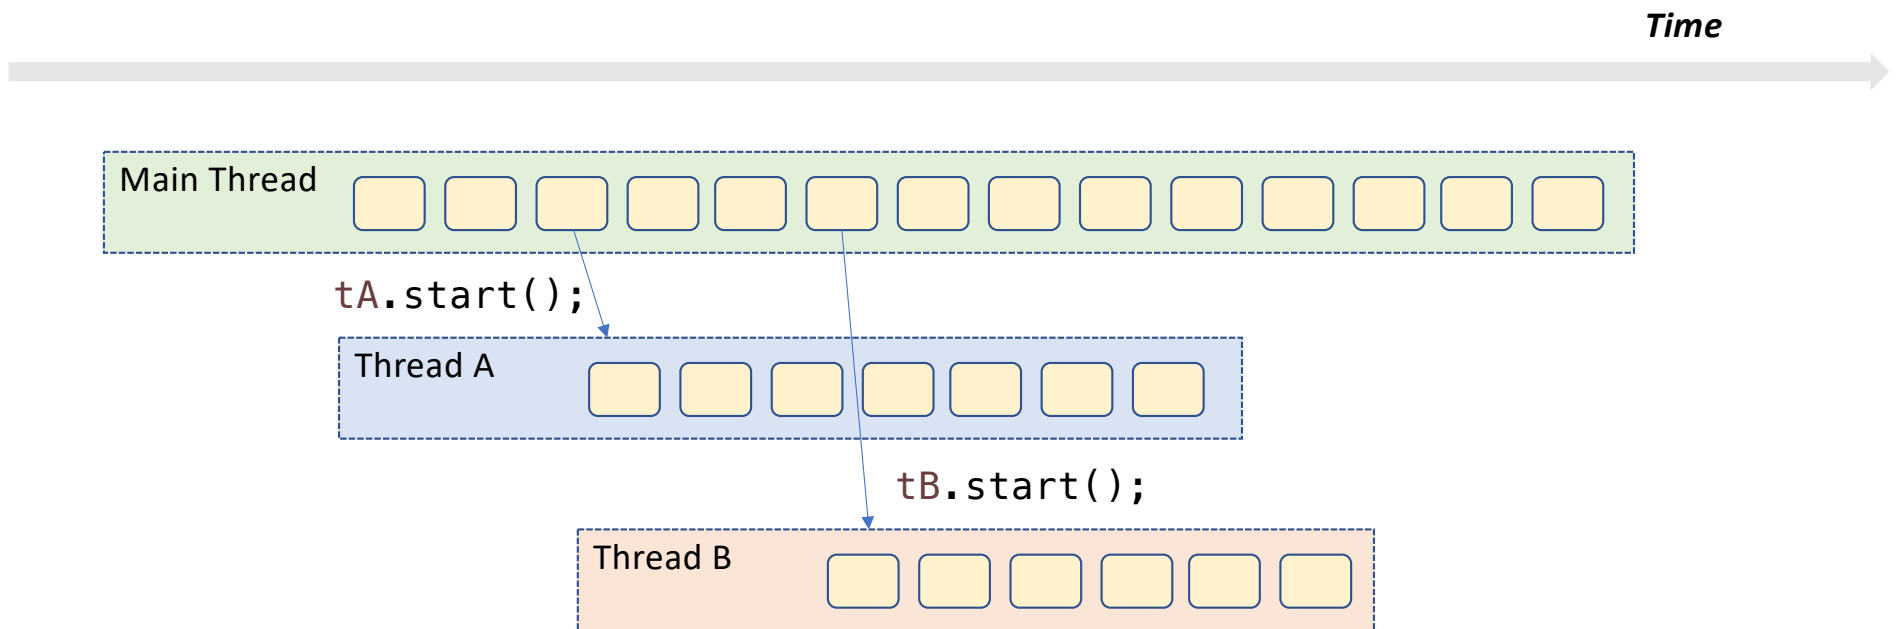 Time
Main Thread
tA.start();
Thread A
tB.start();
Thread B